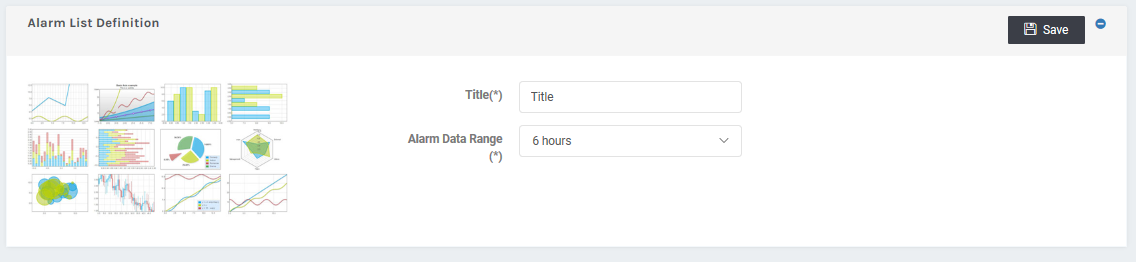 Alarm List Definition
Save
Title(*)
Title
Alarm Data Range
(*)
6 hours